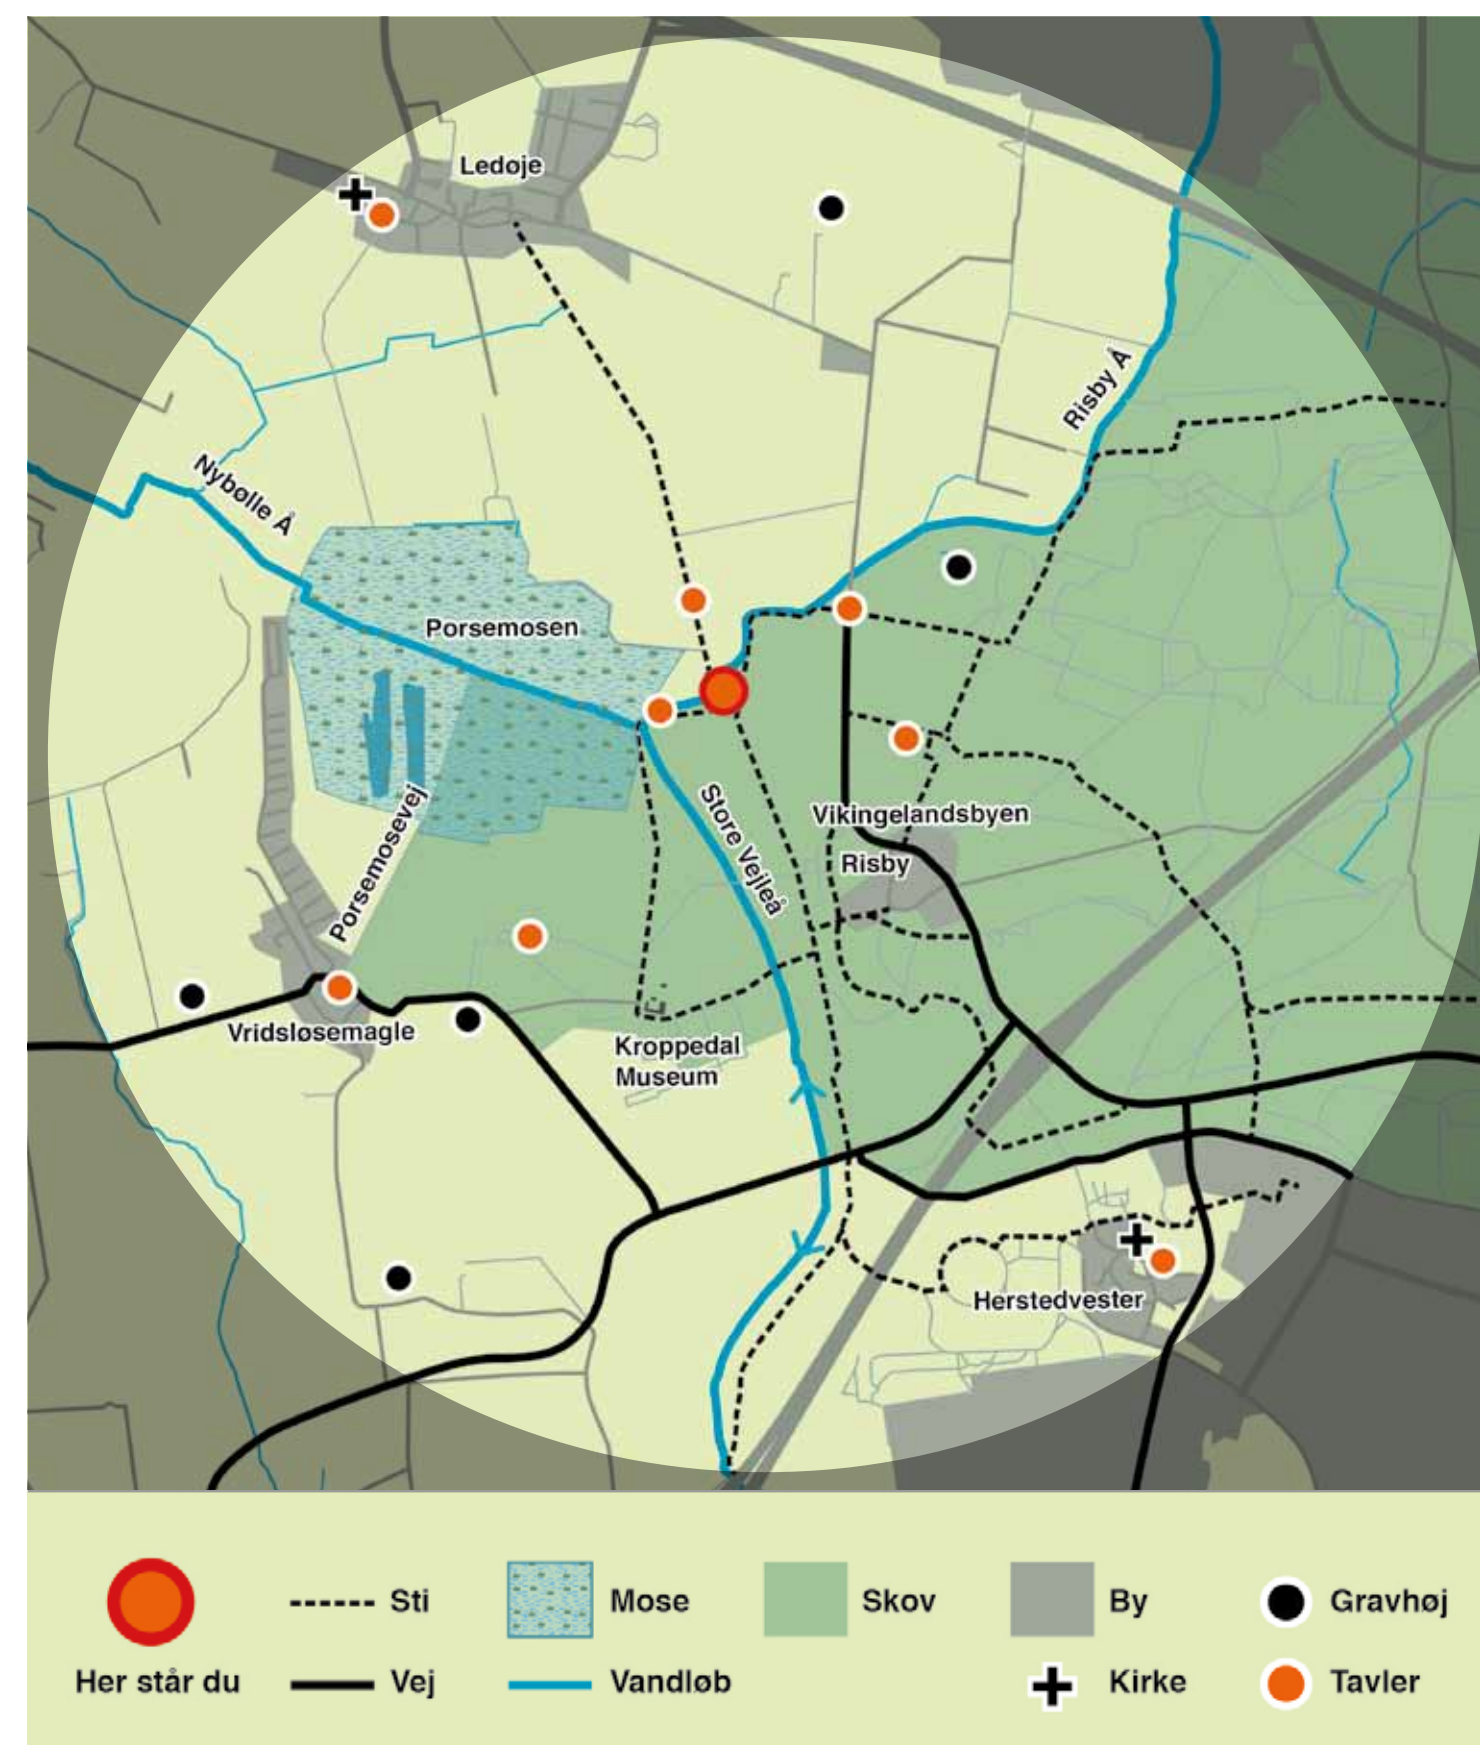 Ledøje
Risby Å
Nybølle Å
Porsemosen
Porsemosevej
Store Vejleå
Vikingelandsbyen
Risby
Vridsløsemagle
Kroppedal
Museum
Herstedvester
Sti
Mose
Skov
By
Gravhøj
Her står du
Vej
Vandløb
Kirke
Tavler